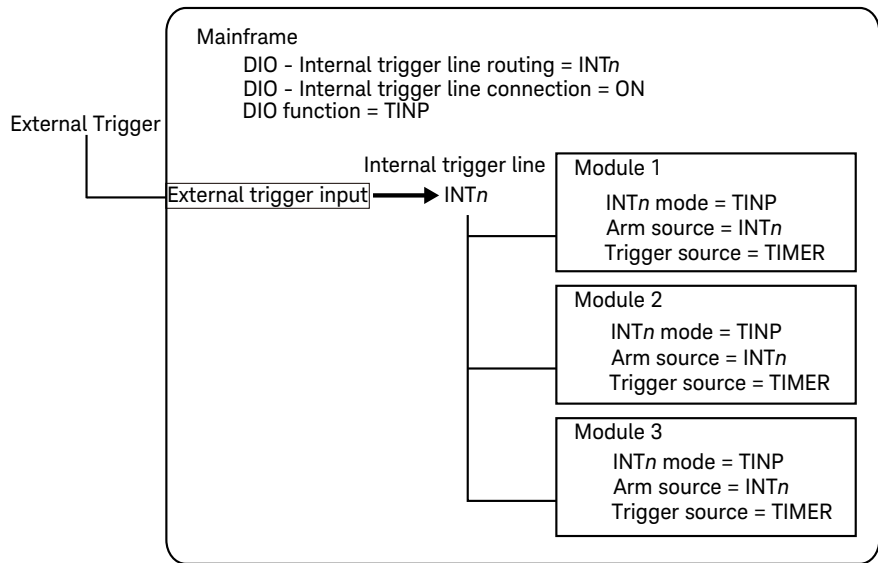 Mainframe
DIO - Internal trigger line routing = INTn
DIO - Internal trigger line connection = ON
DIO function = TINP
External Trigger
External trigger input
Internal trigger line
INTn
Module 1
INTn mode = TINP
Arm source = INTn
Trigger source = TIMER
Module 2
INTn mode = TINP
Arm source = INTn
Trigger source = TIMER
Module 3
INTn mode = TINP
Arm source = INTn
Trigger source = TIMER